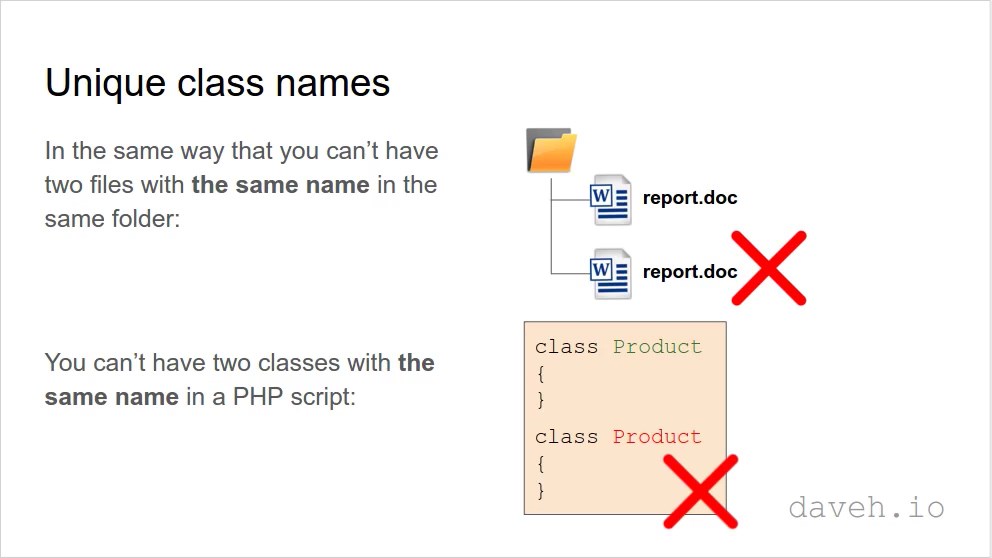 Unique class names
In the same way that you can’t have
two files with the same name in the
same folder:
W report.doc
W report.doc
You can’t have two classes with the
same name in a PHP script:
class Product
{
}
class Product
{
}
daveh.io